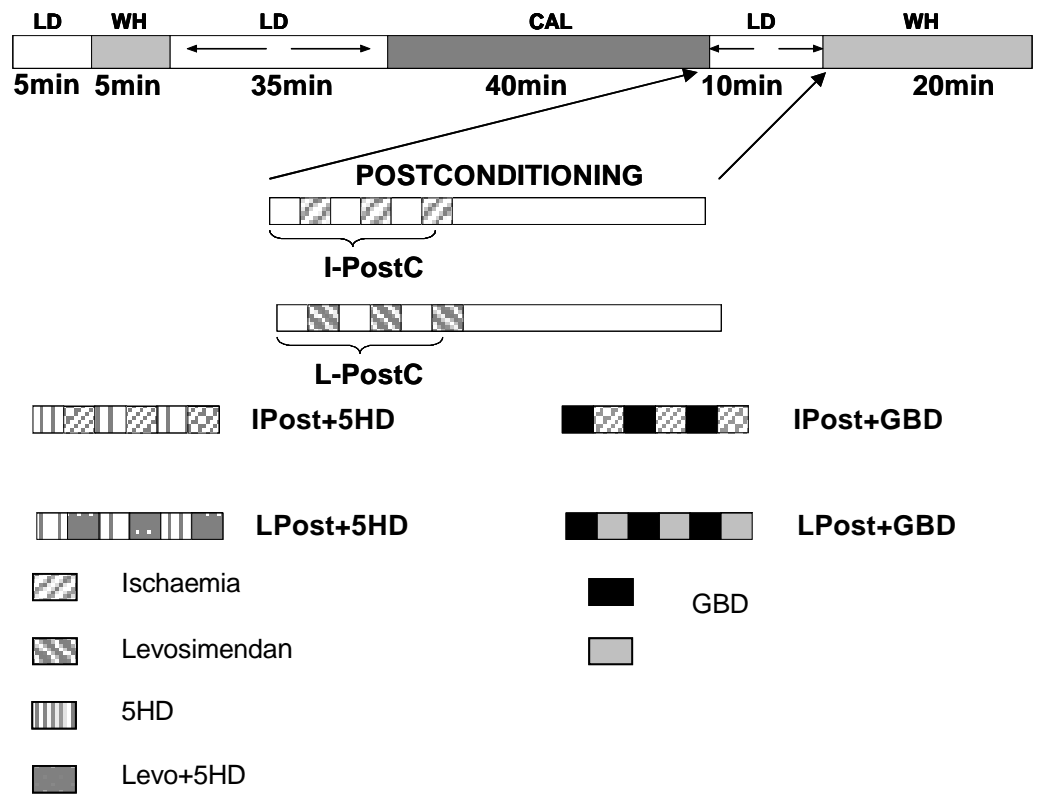 LD WH LD CAL LD WH
5min 5min 35min 40min 10min 20min
POSTCONDITIONING
I-PostC
L-PostC
IPost+5HD IPost+GBD
LPost+5HD LPost+GBD
Ischaemia
GBD
Levosimendan
5HD
Levo+5HD